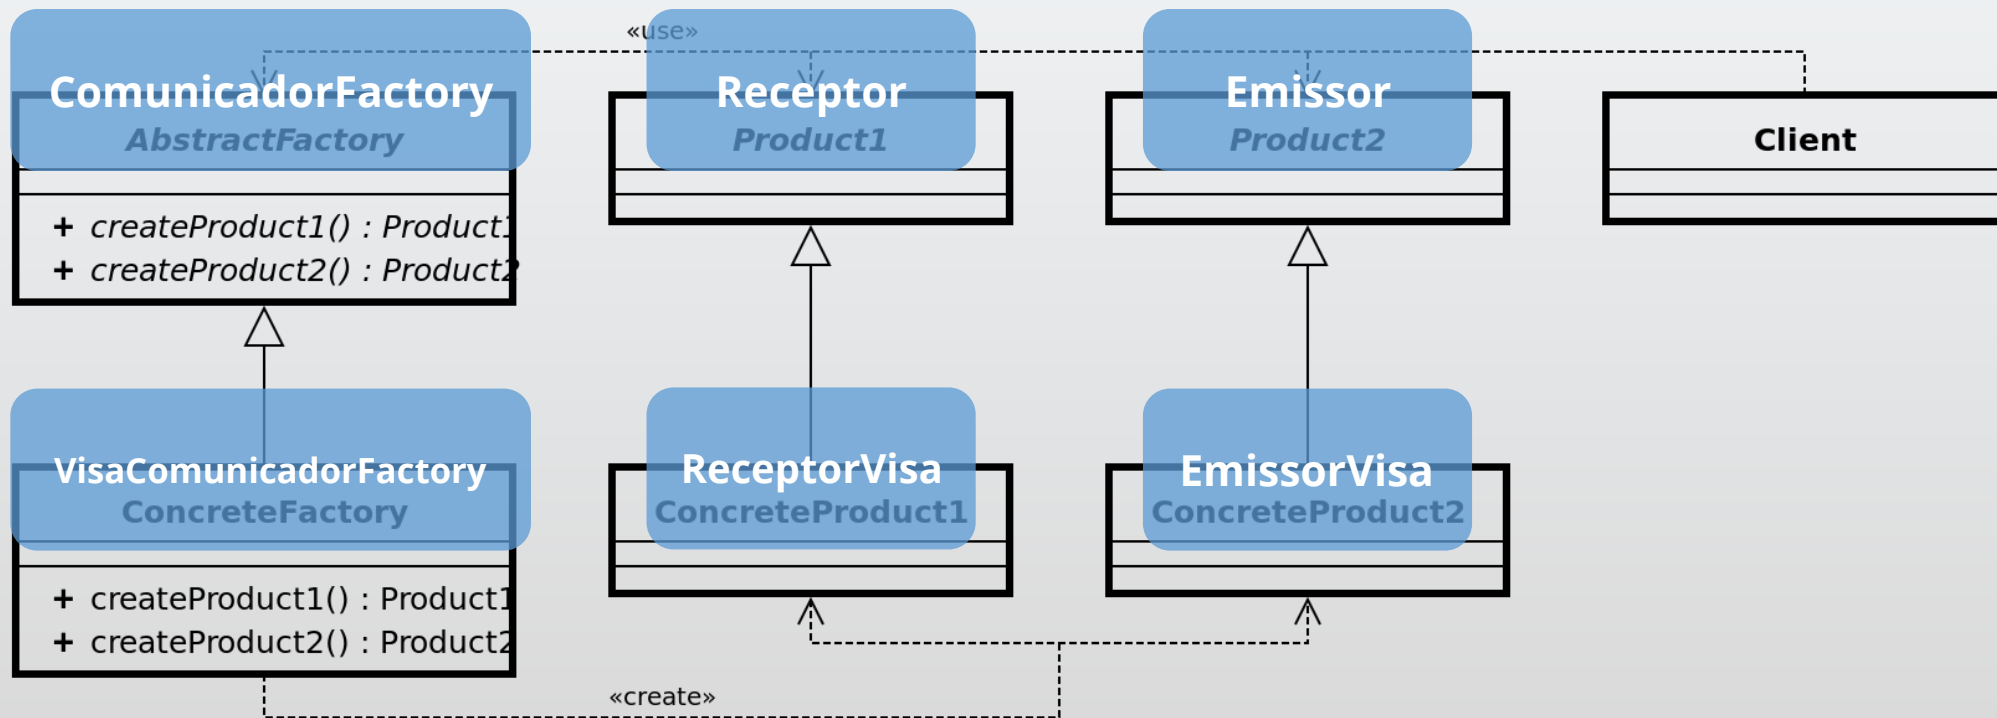 «use»
ComunicadorFactory
AbstractFactory
+ createProduct1() : Product1
+ createProduct2() : Product2
Receptor
Product1
Emissor
Product2
Client
VisaComunicadorFactory
ConcreteFactory
+ createProduct1() : Product1
+ createProduct2() : Product2
ReceptorVisa
ConcreteProduct1
EmissorVisa
ConcreteProduct2
«create»